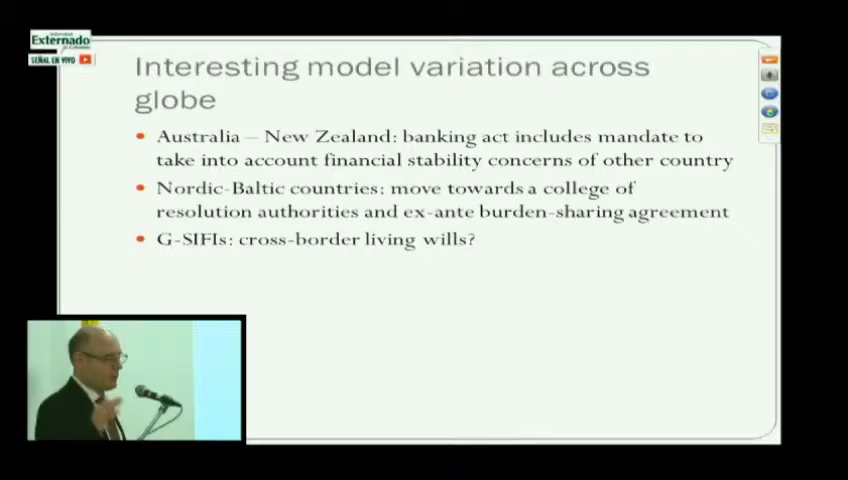 Externado
SEÑAL EN VIVO
Interesting model variation across
globe
• Australia – New Zealand: banking act includes mandate to
take into account financial stability concerns of other country
• Nordic-Baltic countries: move towards a college of
resolution authorities and ex-ante burden-sharing agreement
• G-SIFIs: cross-border living wills?